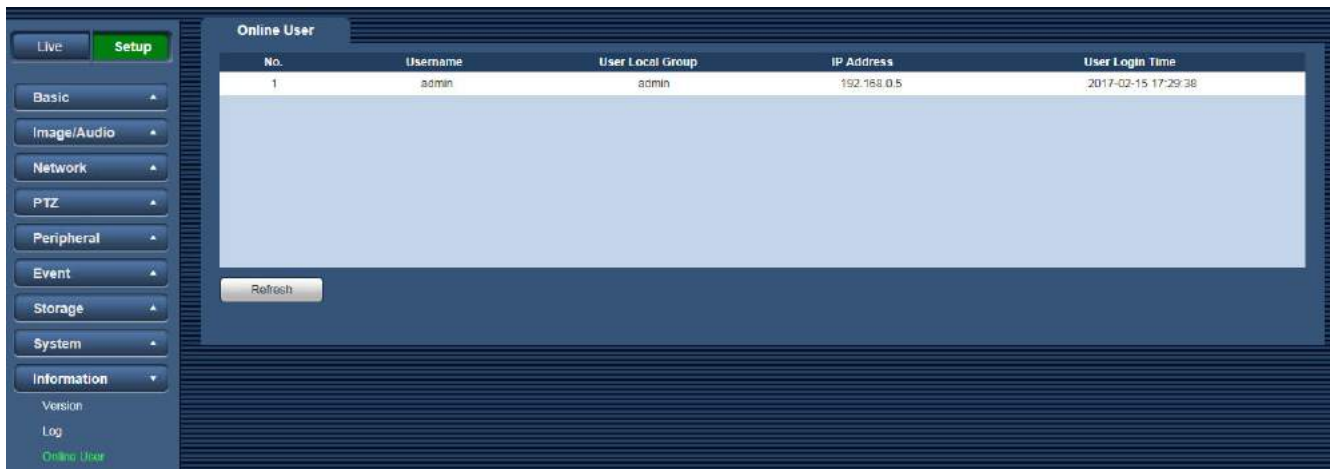 Live Setup
Basic
Image/Audio
Network
PTZ
Peripheral
Event
Storage
System
Information
Version
Log
Online User
Online User
No. Username User Local Group IP Address User Login Time
1 admin admin 192.168.0.5 2017-02-15 17:29:38
Refresh